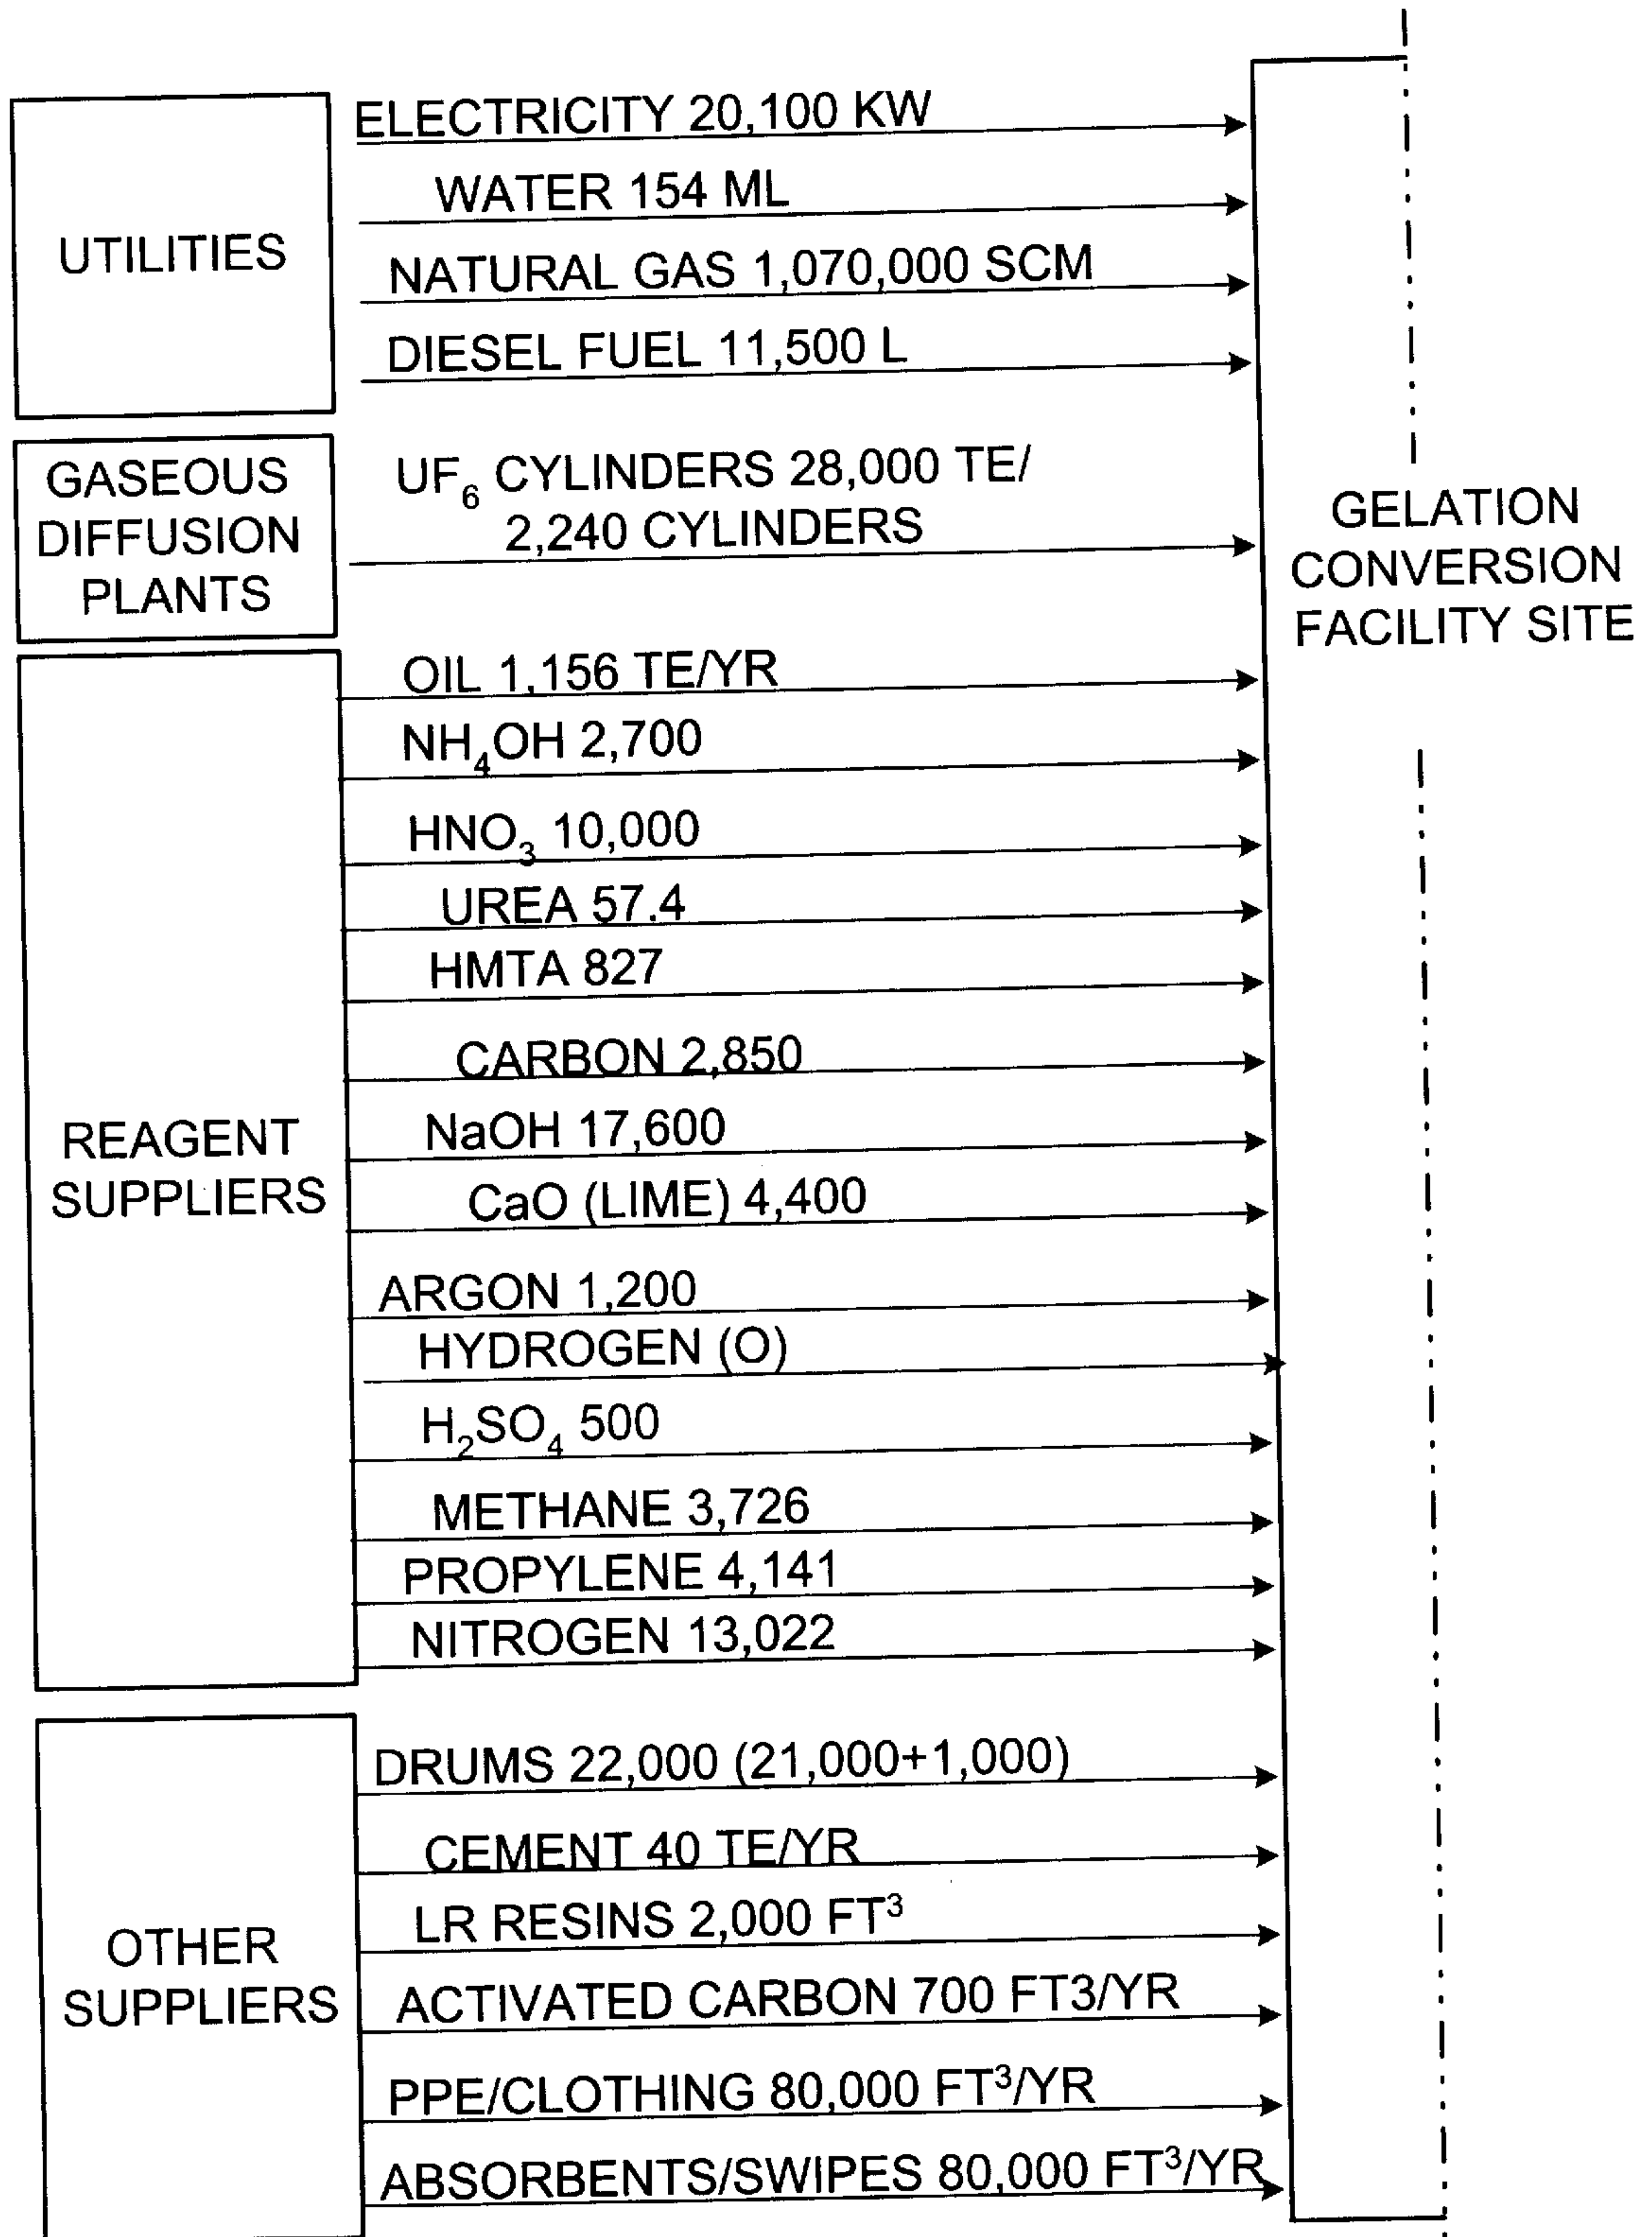 UTILITIES
ELECTRICITY 20,100 KW
WATER 154 ML
NATURAL GAS 1,070,000 SCM
DIESEL FUEL 11,500 L
GASEOUS
DIFFUSION
PLANTS
UF₆ CYLINDERS 28,000 TE/
2,240 CYLINDERS
GELATION
CONVERSION
FACILITY SITE
REAGENT
SUPPLIERS
OIL 1,156 TE/YR
NH₄OH 2,700
HNO₃ 10,000
UREA 57.4
HMTA 827
CARBON 2,850
NaOH 17,600
CaO (LIME) 4,400
ARGON 1,200
HYDROGEN (O)
H₂SO₄ 500
METHANE 3,726
PROPYLENE 4,141
NITROGEN 13,022
OTHER
SUPPLIERS
DRUMS 22,000 (21,000+1,000)
CEMENT 40 TE/YR
LR RESINS 2,000 FT³
ACTIVATED CARBON 700 FT3/YR
PPE/CLOTHING 80,000 FT³/YR
ABSORBENTS/SWIPES 80,000 FT³/YR